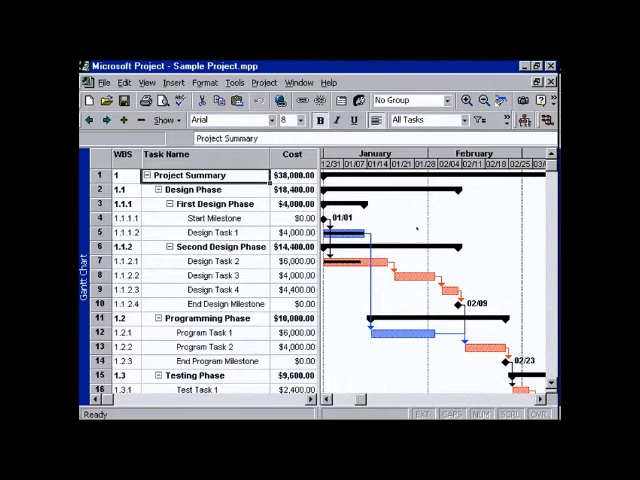 Microsoft Project - Sample Project.mpp
File Edit View Insert Format Tools Project Window Help
No Group
Show Arial 8 B I U All Tasks
Project Summary
WBS Task Name Cost January February
12/31 01/07 01/14 01/21 01/28 02/04 02/11 02/18 02/25 03/0
1 1 Project Summary $38,000.00
2 1.1 Design Phase $18,400.00
3 1.1.1 First Design Phase $4,000.00
4 1.1.1.1 Start Milestone $0.00 01/01
5 1.1.1.2 Design Task 1 $4,000.00
6 1.1.2 Second Design Phase $14,400.00
7 1.1.2.1 Design Task 2 $6,000.00
8 1.1.2.2 Design Task 3 $4,000.00
9 1.1.2.3 Design Task 4 $4,400.00
10 1.1.2.4 End Design Milestone $0.00 02/09
11 1.2 Programming Phase $10,000.00
12 1.2.1 Program Task 1 $6,000.00
13 1.2.2 Program Task 2 $4,000.00
14 1.2.3 End Program Milestone $0.00 02/23
15 1.3 Testing Phase $9,600.00
16 1.3.1 Test Task 1 $2,400.00
Gantt Chart
Ready EXT CAPS NUM SCRL OVR